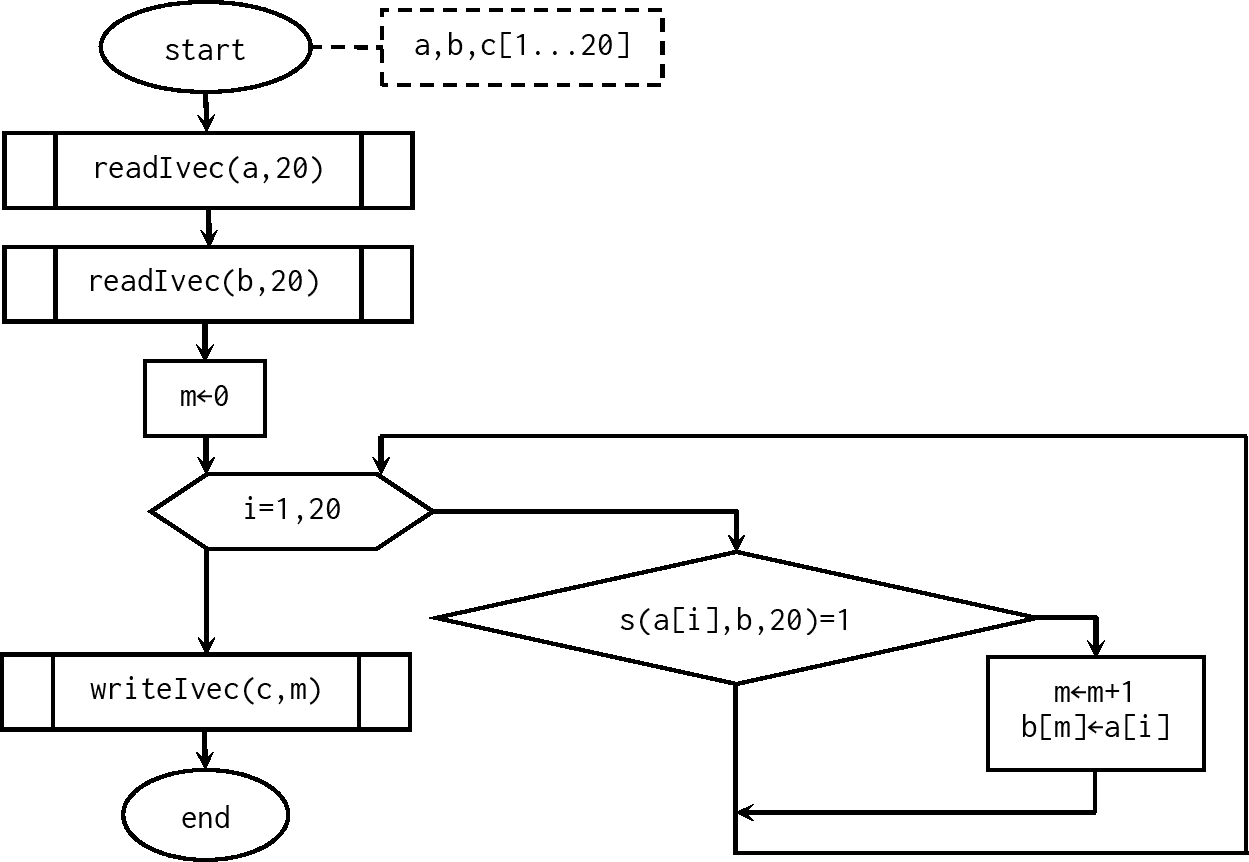 start
a,b,c[1...20]
readIvec(a,20)
readIvec(b,20)
m←0
i=1,20
s(a[i],b,20)=1
m←m+1
b[m]←a[i]
writeIvec(c,m)
end